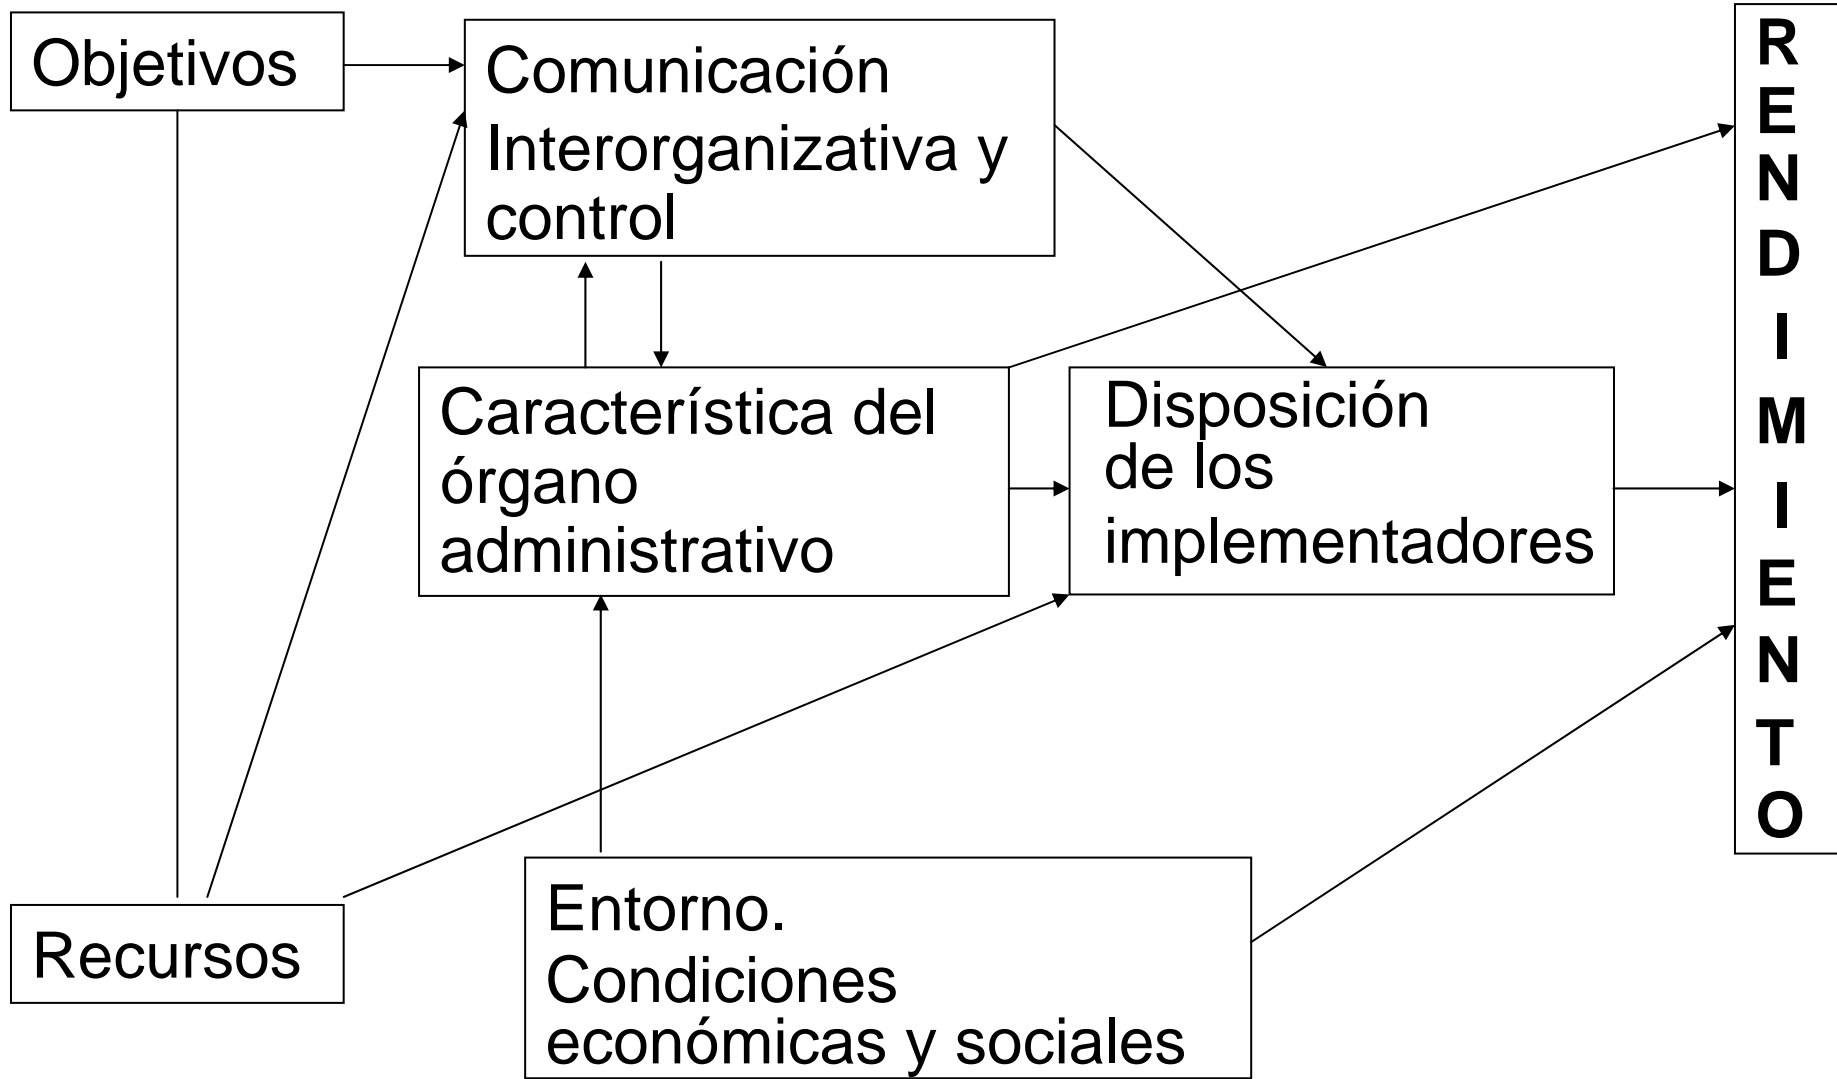 Objetivos
Comunicación
Interorganizativa y
control
Característica del
órgano
administrativo
Disposición
de los
implementadores
Recursos
Entorno.
Condiciones
económicas y sociales
R
E
N
D
I
M
I
E
N
T
O